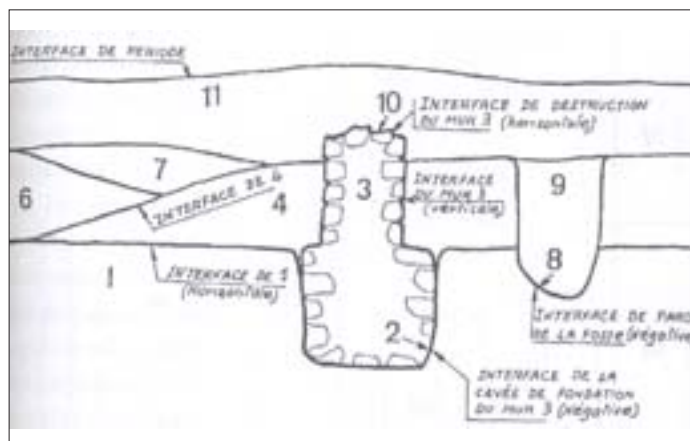 INTERFACE DE PERIODE
11
10
INTERFACE DE DESTRUCTION
DU MUR 3 (horizontale)
7
3
INTERFACE
DU MUR 3
(verticale)
9
6
INTERFACE DE 4
4
8
1
INTERFACE DE 1
(Horizontale)
INTERFACE DE PARO
DE LA FOSSE (négative)
2
INTERFACE DE LA
CAVÉE DE FONDATION
DU MUR 3 (négative)